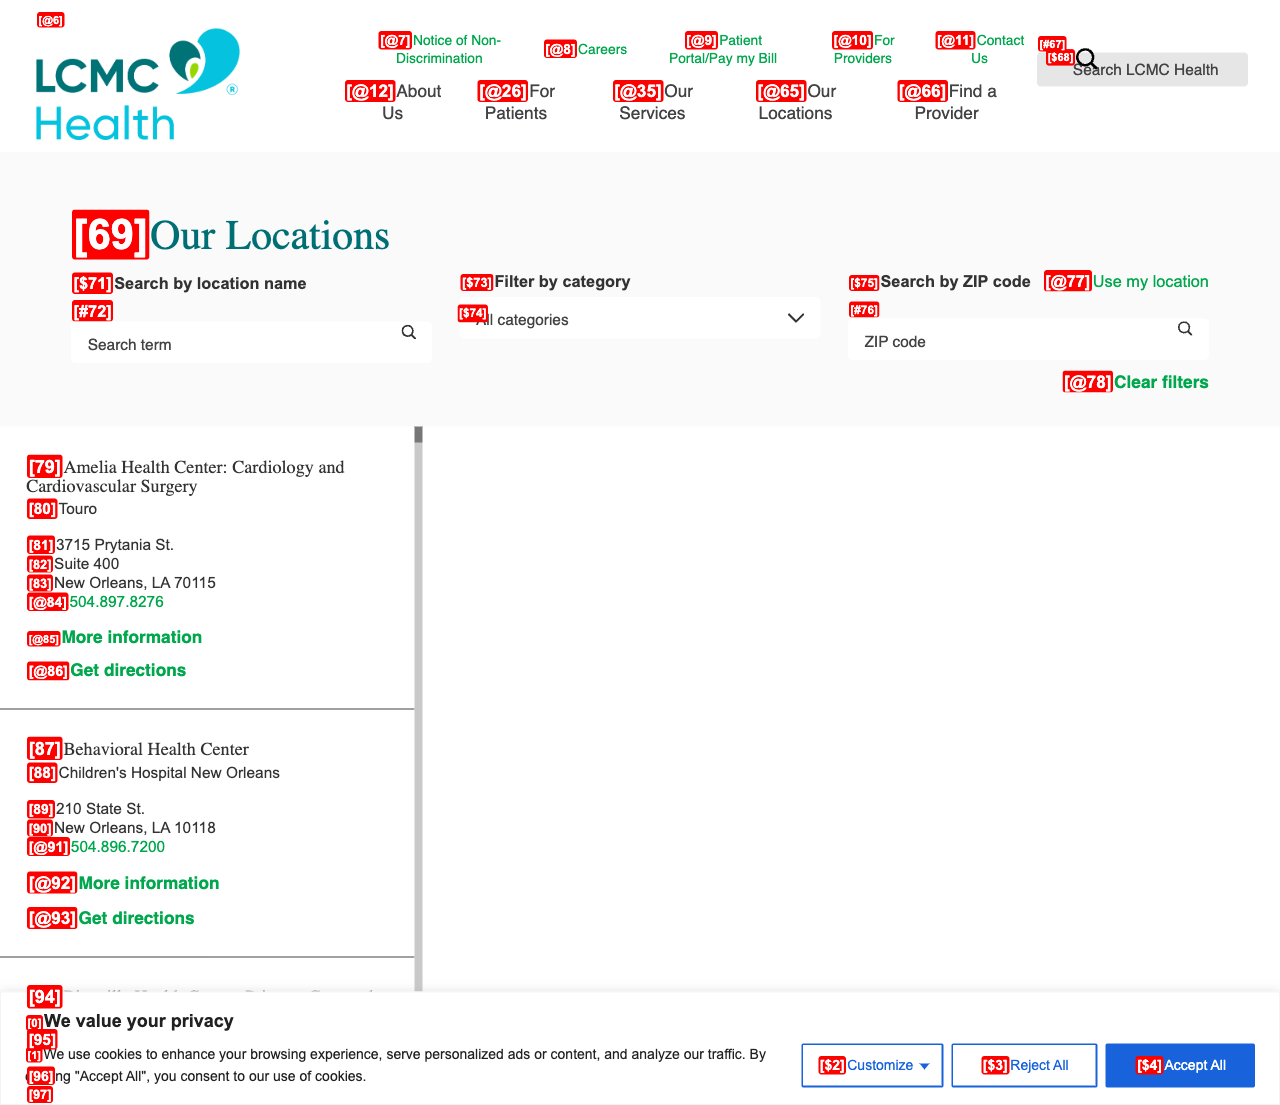 [@6]
LCMC
Health®
[@7]Notice of Non-
Discrimination
[@8]Careers
[@9]Patient
Portal/Pay my Bill
[@10]For
Providers
[@11]Contact
Us
[#67]
[$68]
Search LCMC Health
[@12]About
Us
[@26]For
Patients
[@35]Our
Services
[@65]Our
Locations
[@66]Find a
Provider
[69]Our Locations
[$71]Search by location name
[#72]
Search term
[$73]Filter by category
[$74]
All categories
[$75]Search by ZIP code
[@77]Use my location
[#76]
ZIP code
[@78]Clear filters
[79]Amelia Health Center: Cardiology and
Cardiovascular Surgery
[80]Touro
[81]3715 Prytania St.
[82]Suite 400
[83]New Orleans, LA 70115
[@84]504.897.8276
[@85]More information
[@86]Get directions
[87]Behavioral Health Center
[88]Children's Hospital New Orleans
[89]210 State St.
[90]New Orleans, LA 10118
[@91]504.896.7200
[@92]More information
[@93]Get directions
[94]
[0]We value your privacy
[95]
[1]We use cookies to enhance your browsing experience, serve personalized ads or content, and analyze our traffic. By
[96] "Accept All", you consent to our use of cookies.
[97]
[$2]Customize
[$3]Reject All
[$4]Accept All